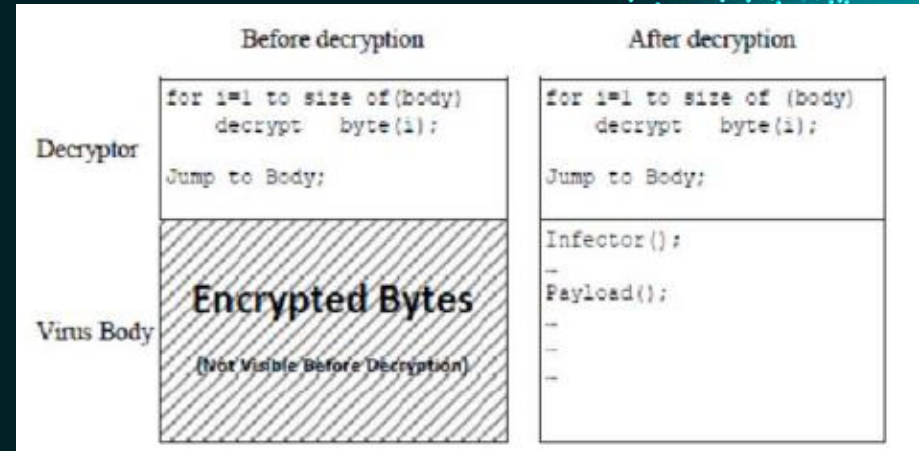 Before decryption
After decryption
Decryptor
for i=1 to size of(body)
decrypt byte(i);
Jump to Body;
for i=1 to size of (body)
decrypt byte(i);
Jump to Body;
Virus Body
Encrypted Bytes
(Not Visible Before Decryption)
Infector();
…
Payload();
…
…
…